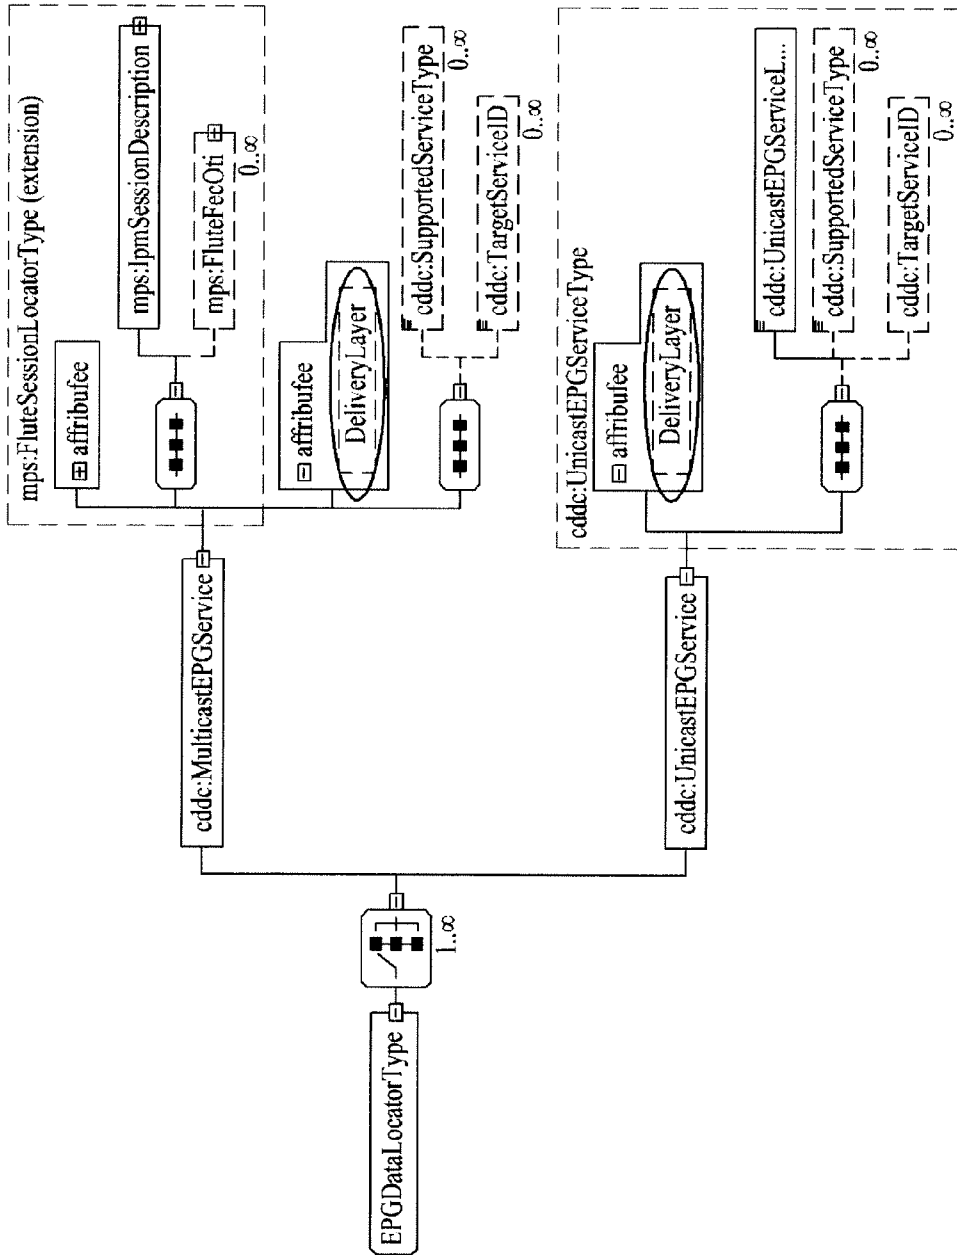 EPGDataLocatorType
1..∞
cddc:MulticastEPGService
mps:FluteSessionLocatorType (extension)
affribufee
mps:IpmSessionDescription
mps:FluteFecOti
0..∞
affribufee
DeliveryLayer
cddc:SupportedServiceType
0..∞
cddc:TargetServiceID
0..∞
cddc:UnicastEPGService
cddc:UnicastEPGServiceType
affribufee
DeliveryLayer
cddc:UnicastEPGServiceL...
cddc:SupportedServiceType
0..∞
cddc:TargetServiceID
0..∞